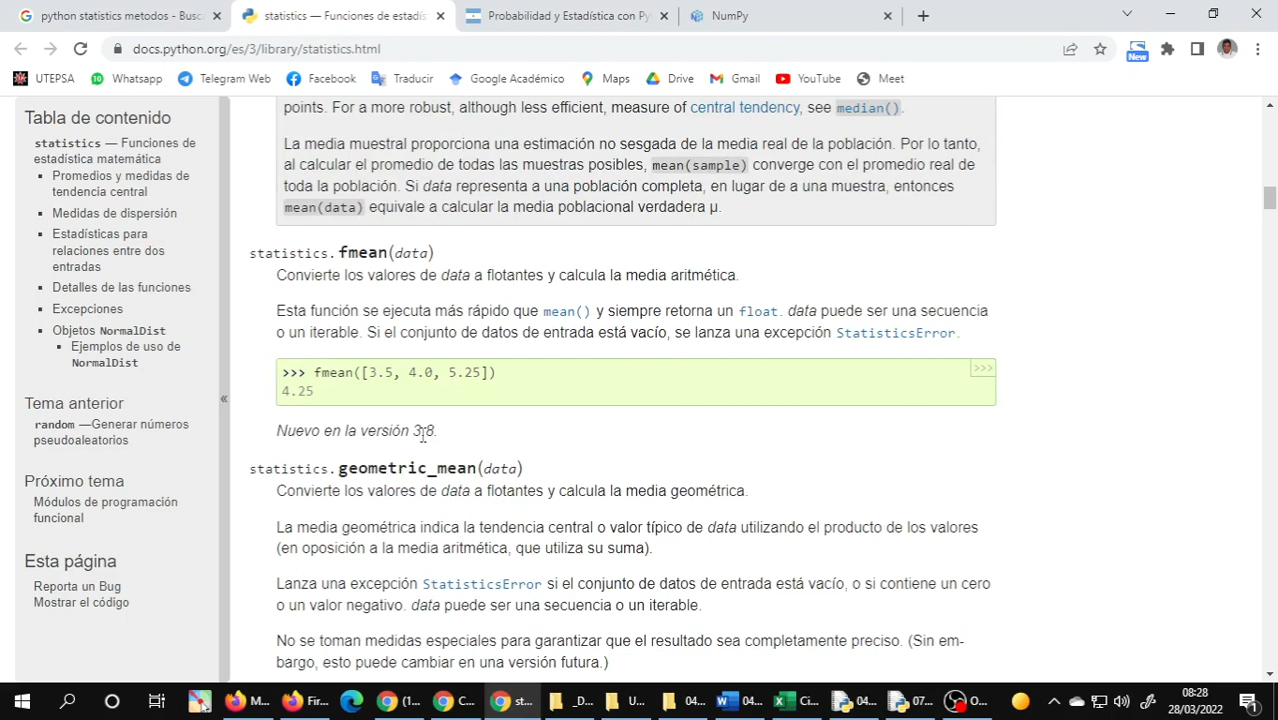 python statistics metodos - Busc
statistics — Funciones de estadís
Probabilidad y Estadística con Py
NumPy
docs.python.org/es/3/library/statistics.html
New
UTEPSA
Whatsapp
Telegram Web
Facebook
Traducir
Google Académico
Maps
Drive
Gmail
YouTube
Meet
Tabla de contenido
statistics — Funciones de
estadística matemática
Promedios y medidas de
tendencia central
Medidas de dispersión
Estadísticas para
relaciones entre dos
entradas
Detalles de las funciones
Excepciones
Objetos NormalDist
Ejemplos de uso de
NormalDist
Tema anterior
random —Generar números
pseudoaleatorios
Próximo tema
Módulos de programación
funcional
Esta página
Reporta un Bug
Mostrar el código
«
points. For a more robust, although less efficient, measure of central tendency, see median().
La media muestral proporciona una estimación no sesgada de la media real de la población. Por lo tanto,
al calcular el promedio de todas las muestras posibles, mean(sample) converge con el promedio real de
toda la población. Si data representa a una población completa, en lugar de a una muestra, entonces
mean(data) equivale a calcular la media poblacional verdadera μ.
statistics.fmean(data)
Convierte los valores de data a flotantes y calcula la media aritmética.
Esta función se ejecuta más rápido que mean() y siempre retorna un float. data puede ser una secuencia
o un iterable. Si el conjunto de datos de entrada está vacío, se lanza una excepción StatisticsError.
>>> fmean([3.5, 4.0, 5.25])
>>>
4.25
Nuevo en la versión 3.8.
statistics.geometric_mean(data)
Convierte los valores de data a flotantes y calcula la media geométrica.
La media geométrica indica la tendencia central o valor típico de data utilizando el producto de los valores
(en oposición a la media aritmética, que utiliza su suma).
Lanza una excepción StatisticsError si el conjunto de datos de entrada está vacío, o si contiene un cero
o un valor negativo. data puede ser una secuencia o un iterable.
No se toman medidas especiales para garantizar que el resultado sea completamente preciso. (Sin em-
bargo, esto puede cambiar en una versión futura.)
M...
Fir...
(1...
C...
st...
_D...
U...
04...
04...
Ci...
04...
07...
O...
08:28
28/03/2022
1